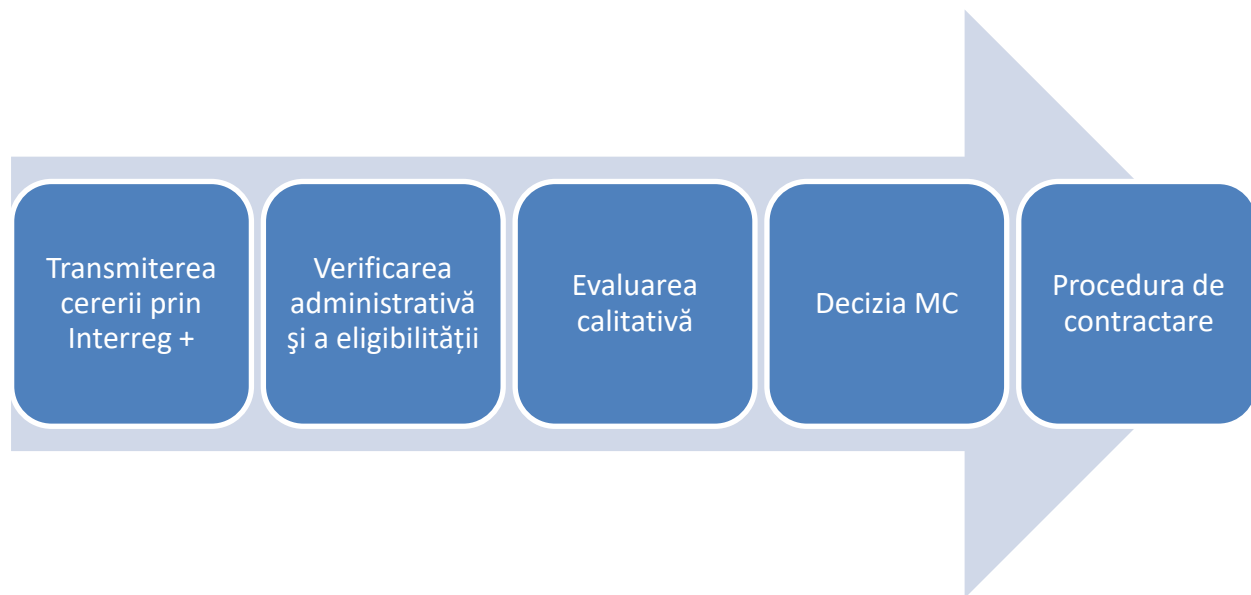 Transmiterea
cererii prin
Interreg +
Verificarea
administrativă
şi a eligibilității
Evaluarea
calitativă
Decizia MC
Procedura de
contractare